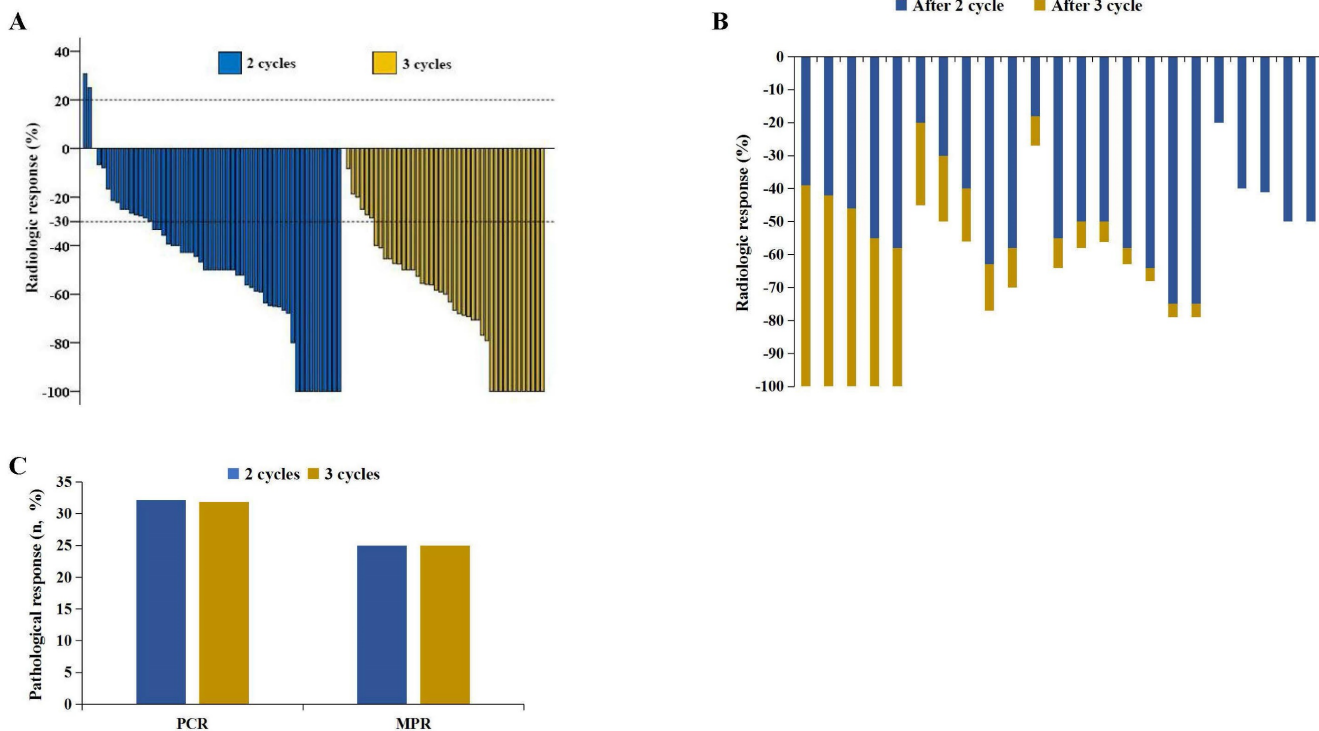 A
40
20
0
-20
-30
-40
-60
-80
-100
Radiologic response (%)
2 cycles
3 cycles
B
After 2 cycle
After 3 cycle
0
-10
-20
-30
-40
-50
-60
-70
-80
-90
-100
Radiologic response (%)
C
2 cycles
3 cycles
35
30
25
20
15
10
5
0
Pathological response (n, %)
PCR
MPR